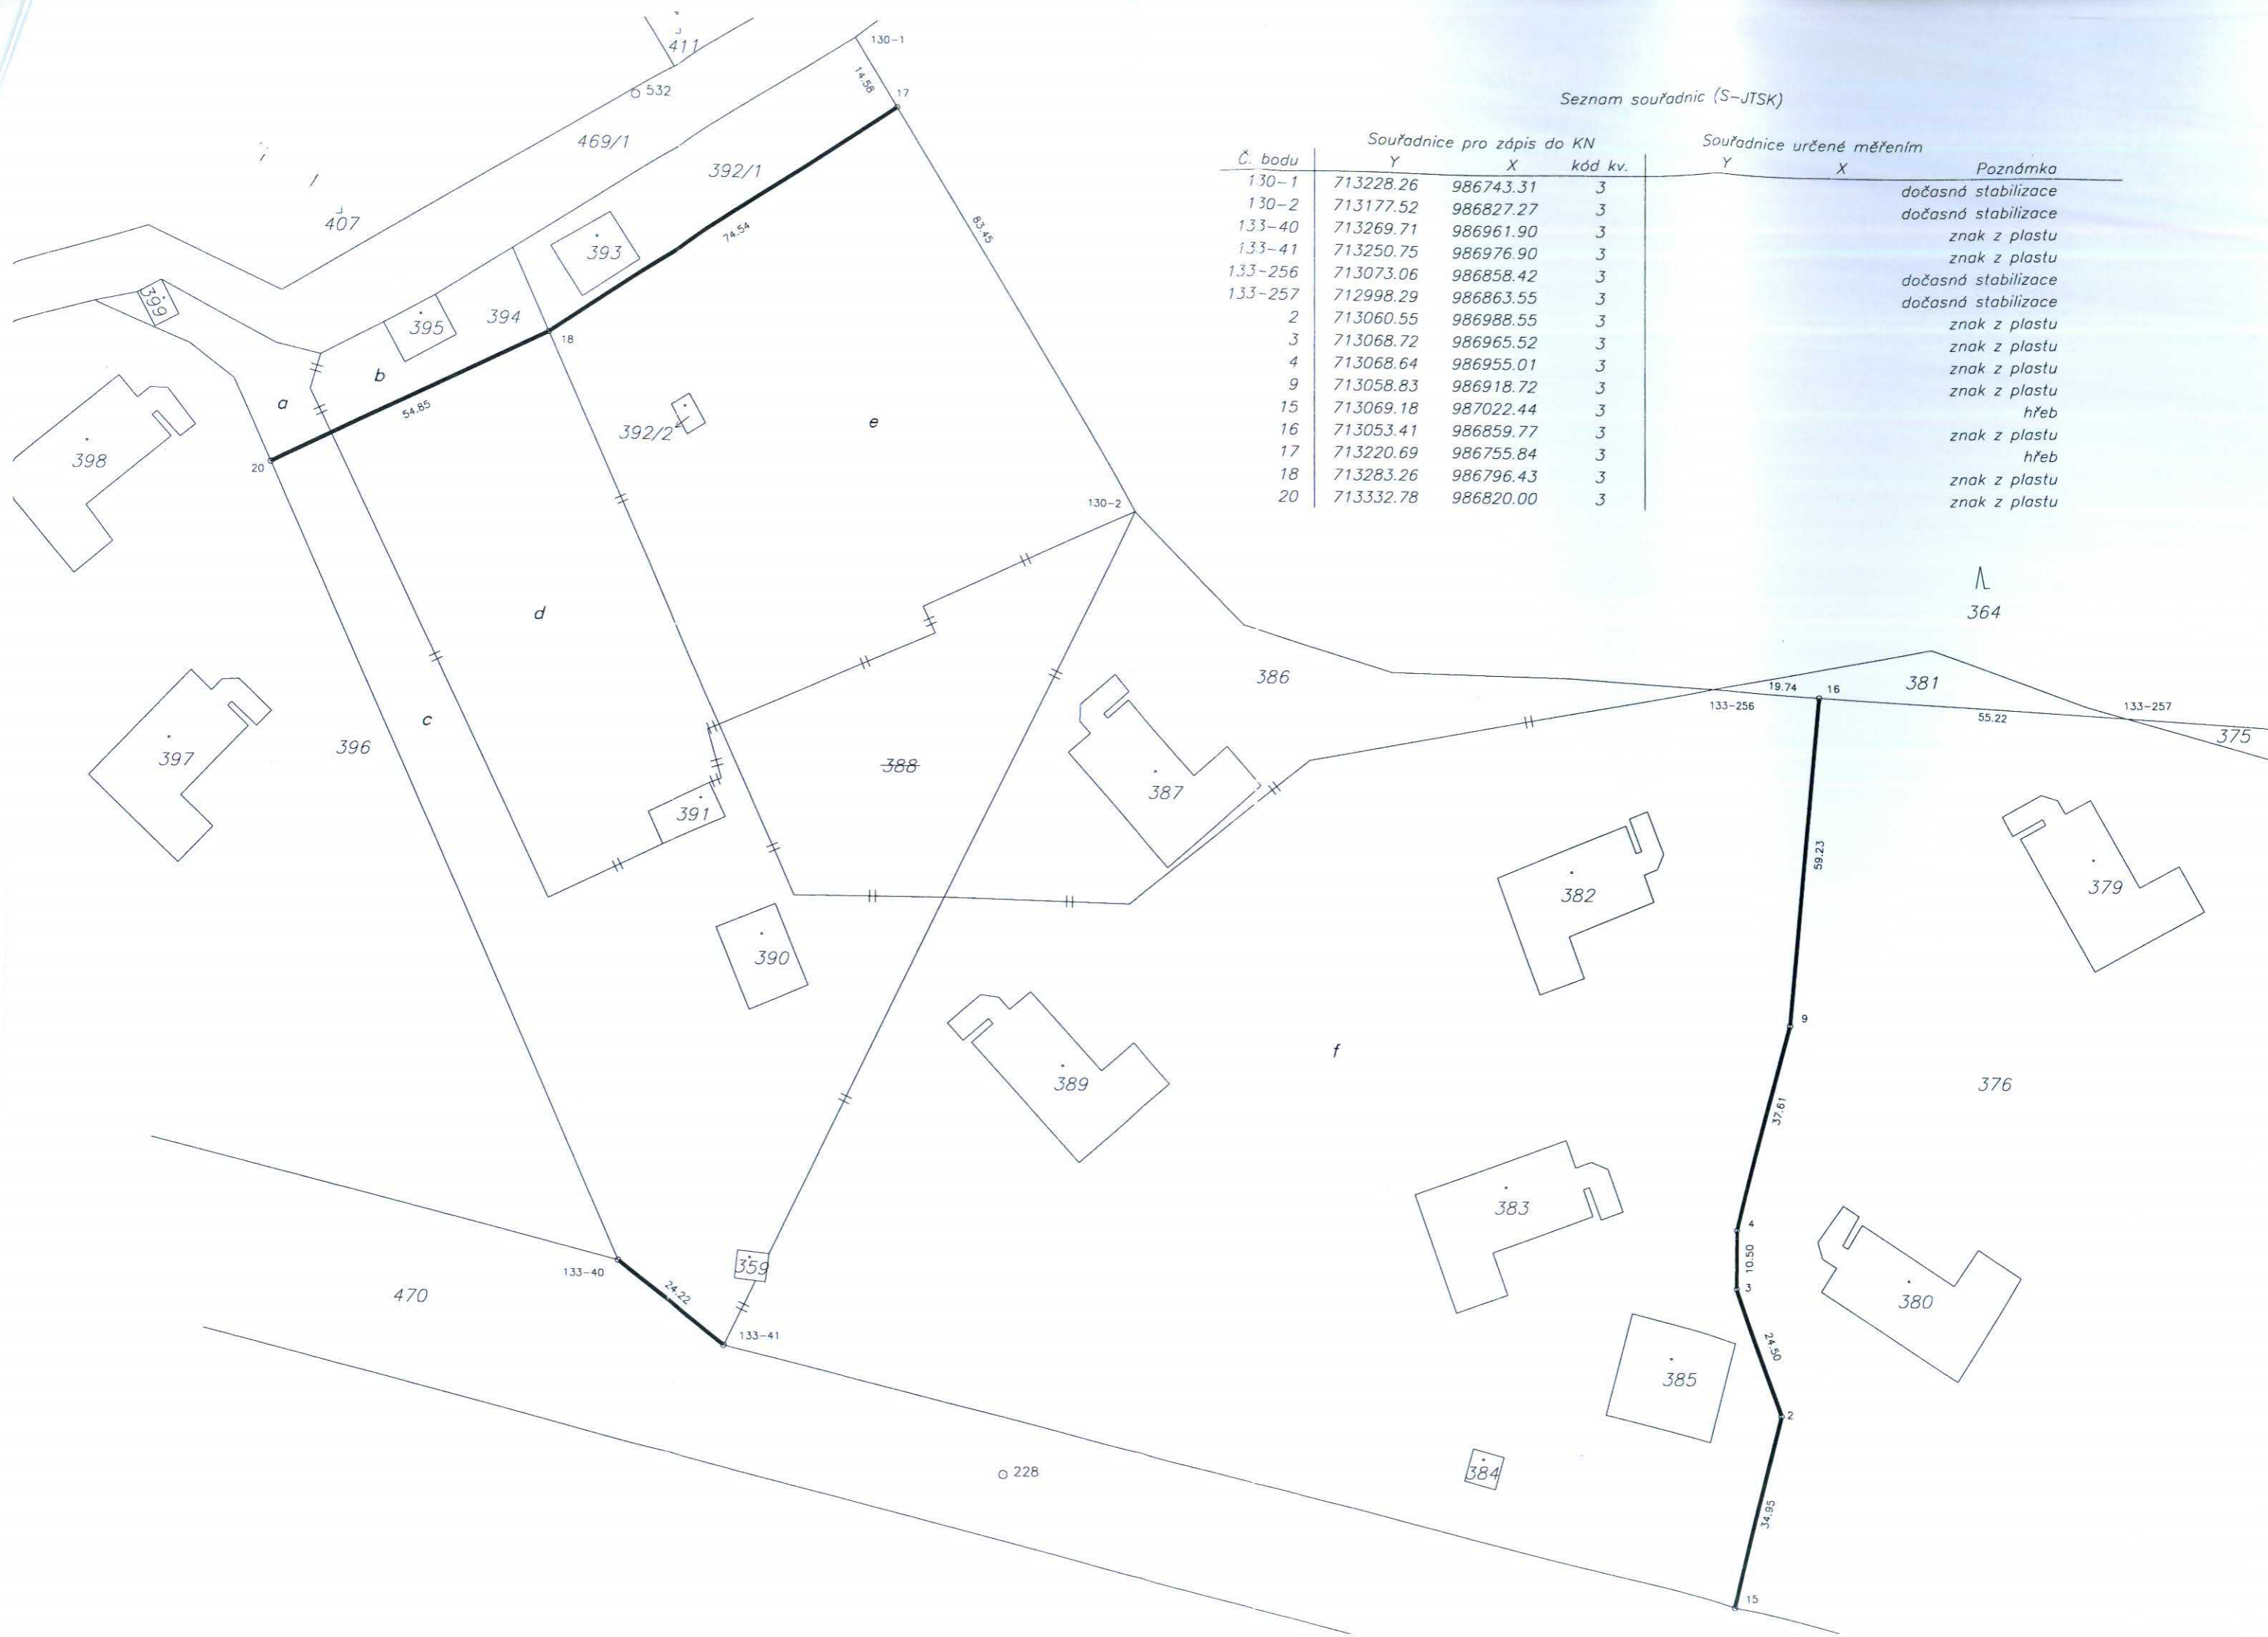 411
130-1
14.58
17
532
469/1
392/1
407
Seznam souřadnic (S-JTSK)
Souřadnice pro zápis do KN Souřadnice určené měřením
Č. bodu Y X kód kv. Y X Poznámka
130-1 713228.26 986743.31 3 dočasná stabilizace
130-2 713177.52 986827.27 3 dočasná stabilizace
133-40 713269.71 986961.90 3 znak z plastu
133-41 713250.75 986976.90 3 znak z plastu
133-256 713073.06 986858.42 3 dočasná stabilizace
133-257 712998.29 986863.55 3 dočasná stabilizace
2 713060.55 986988.55 3 znak z plastu
3 713068.72 986965.52 3 znak z plastu
4 713068.64 986955.01 3 znak z plastu
9 713058.83 986918.72 3 znak z plastu
15 713069.18 987022.44 3 hřeb
16 713053.41 986859.77 3 znak z plastu
17 713220.69 986755.84 3 hřeb
18 713283.26 986796.43 3 znak z plastu
20 713332.78 986820.00 3 znak z plastu
393
74.54
83.45
399
395
394
18
b
a
54.85
392/2
e
398
20
130-2
d
364
386
19.74
16
381
133-256
55.22
133-257
375
c
396
397
388
387
391
59.23
382
379
390
9
f
389
376
37.61
383
4
10.50
3
380
133-40
24.22
359
470
133-41
24.50
385
2
228
384
34.95
15